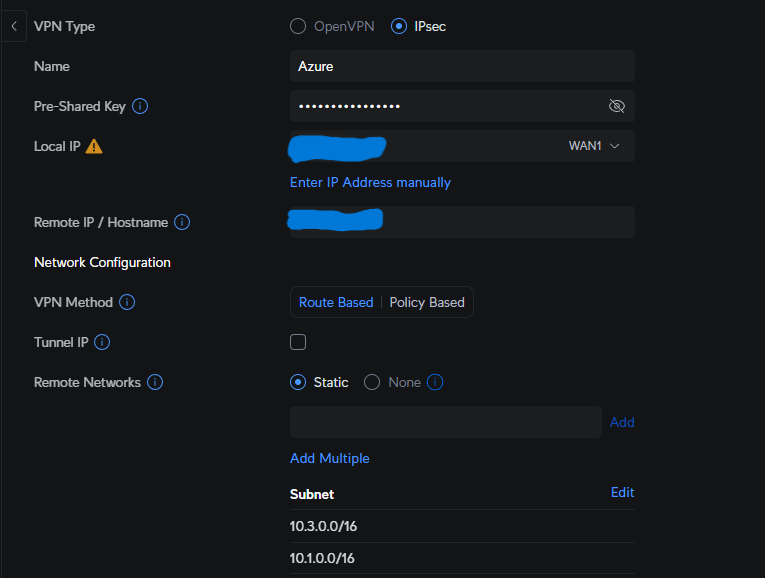 VPN Type OpenVPN IPsec
Name Azure
Pre-Shared Key ••••••••••••••••
Local IP WAN1
Enter IP Address manually
Remote IP / Hostname
Network Configuration
VPN Method Route Based Policy Based
Tunnel IP
Remote Networks Static None
Add
Add Multiple
Subnet Edit
10.3.0.0/16
10.1.0.0/16